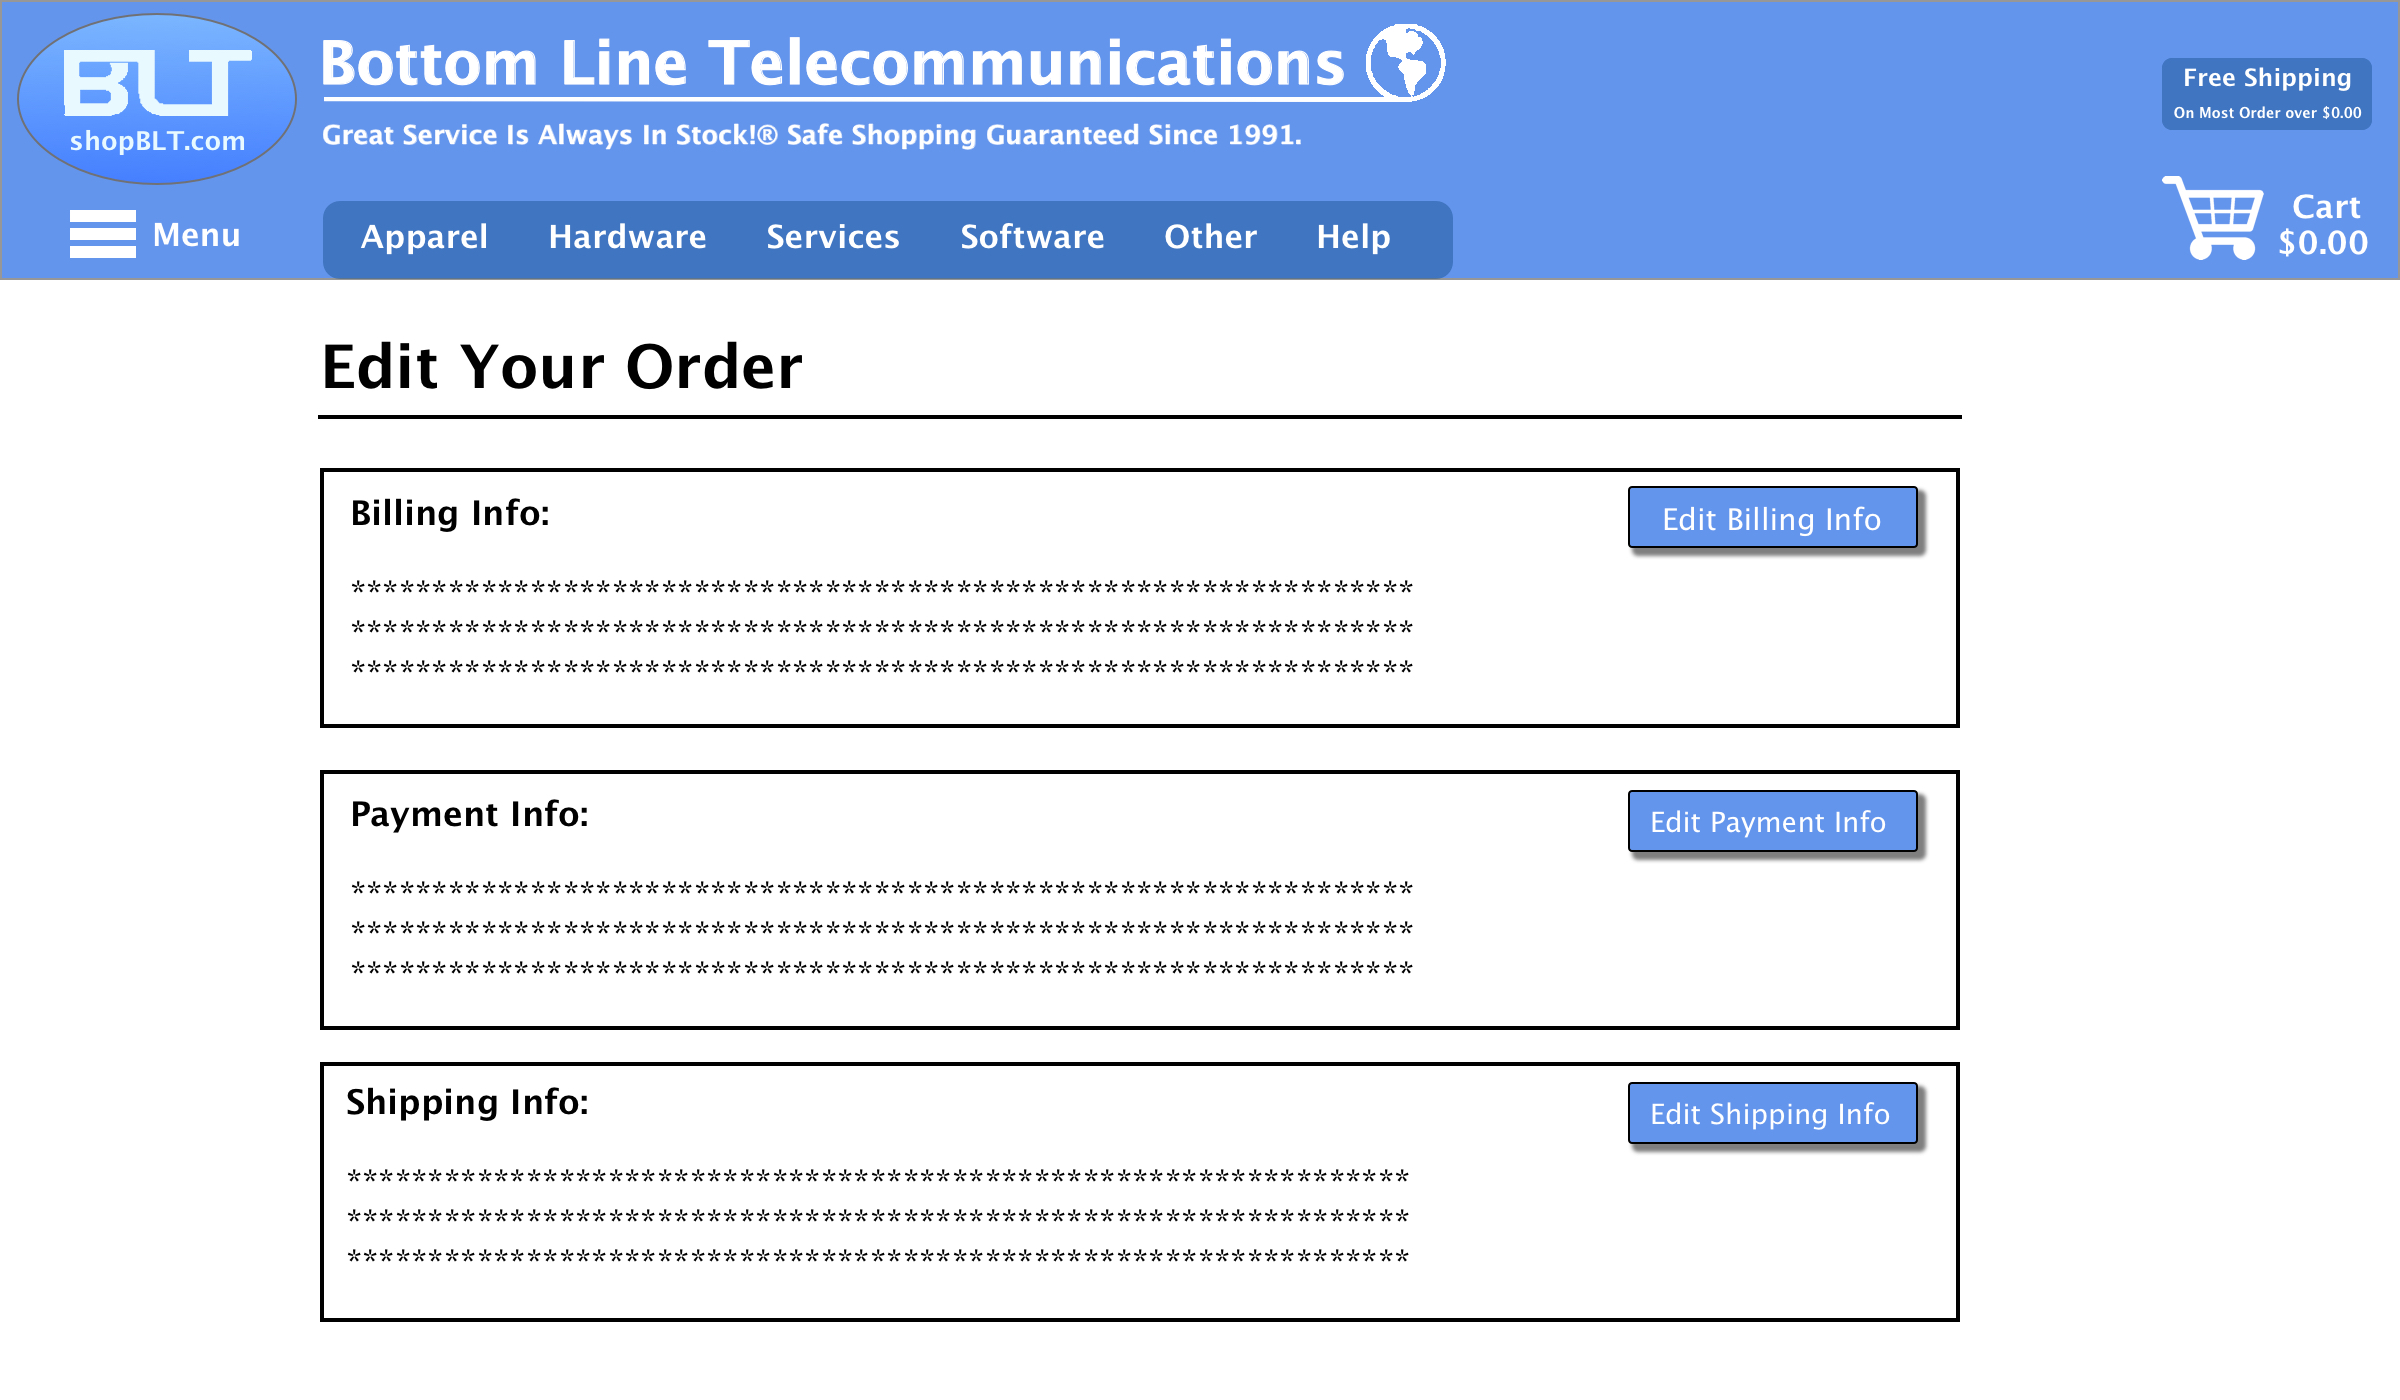 BLT
shopBLT.com
Bottom Line Telecommunications
Great Service Is Always In Stock!® Safe Shopping Guaranteed Since 1991.
Free Shipping
On Most Order over $0.00
Menu
Apparel Hardware Services Software Other Help
Cart
$0.00
Edit Your Order
Billing Info:
Edit Billing Info
*****************************************************************
*****************************************************************
*****************************************************************
Payment Info:
Edit Payment Info
*****************************************************************
*****************************************************************
*****************************************************************
Shipping Info:
Edit Shipping Info
*****************************************************************
*****************************************************************
*****************************************************************